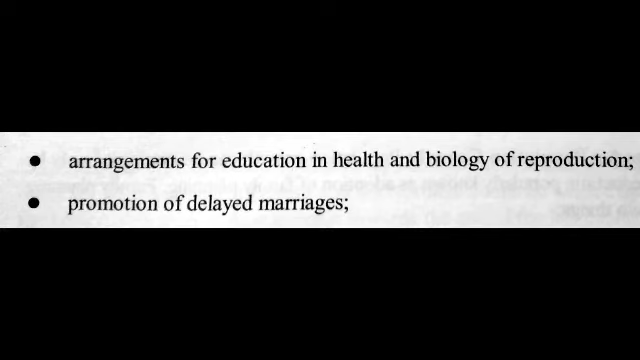 ● arrangements for education in health and biology of reproduction;
● promotion of delayed marriages;